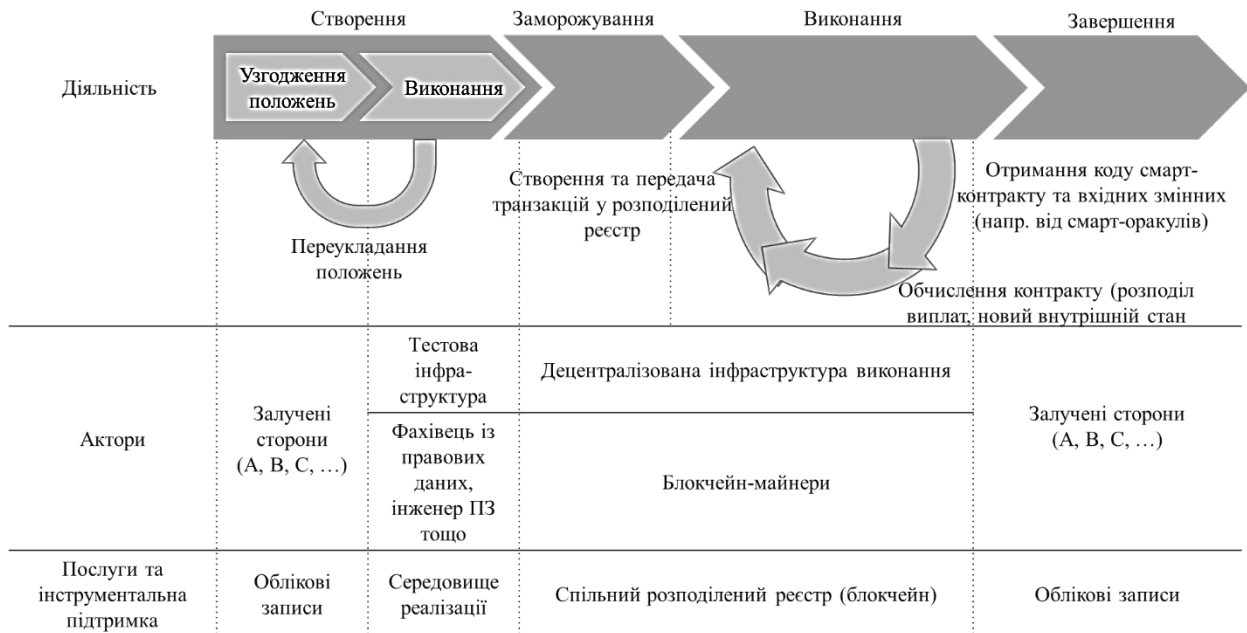 Створення
Заморожування
Виконання
Завершення
Діяльність
Узгодження
положень
Виконання
Переукладання
положень
Створення та передача
транзакцій у розподілений
реєстр
Отримання коду смарт-
контракту та вхідних змінних
(напр. від смарт-оракулів)
Обчислення контракту (розподіл
виплат, новий внутрішній стан
Актори
Залучені
сторони
(A, B, C, …)
Тестова
інфра-
структура
Фахівець із
правових
даних,
інженер ПЗ
тощо
Децентралізована інфраструктура виконання
Блокчейн-майнери
Залучені сторони
(A, B, C, …)
Послуги та
інструментальна
підтримка
Облікові
записи
Середовище
реалізації
Спільний розподілений реєстр (блокчейн)
Облікові записи